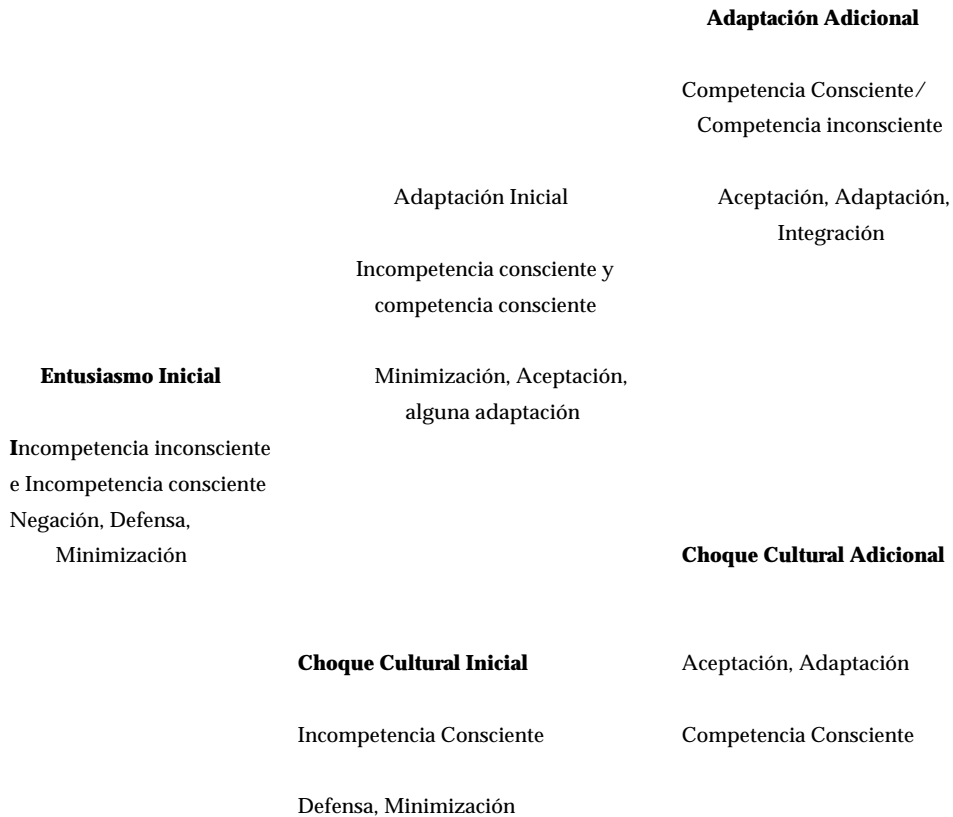 Adaptación Adicional
Competencia Consciente/
Competencia inconsciente
Adaptación Inicial
Aceptación, Adaptación,
Integración
Incompetencia consciente y
competencia consciente
Entusiasmo Inicial
Minimización, Aceptación,
alguna adaptación
Incompetencia inconsciente
e Incompetencia consciente
Negación, Defensa,
Minimización
Choque Cultural Adicional
Choque Cultural Inicial
Aceptación, Adaptación
Incompetencia Consciente
Competencia Consciente
Defensa, Minimización